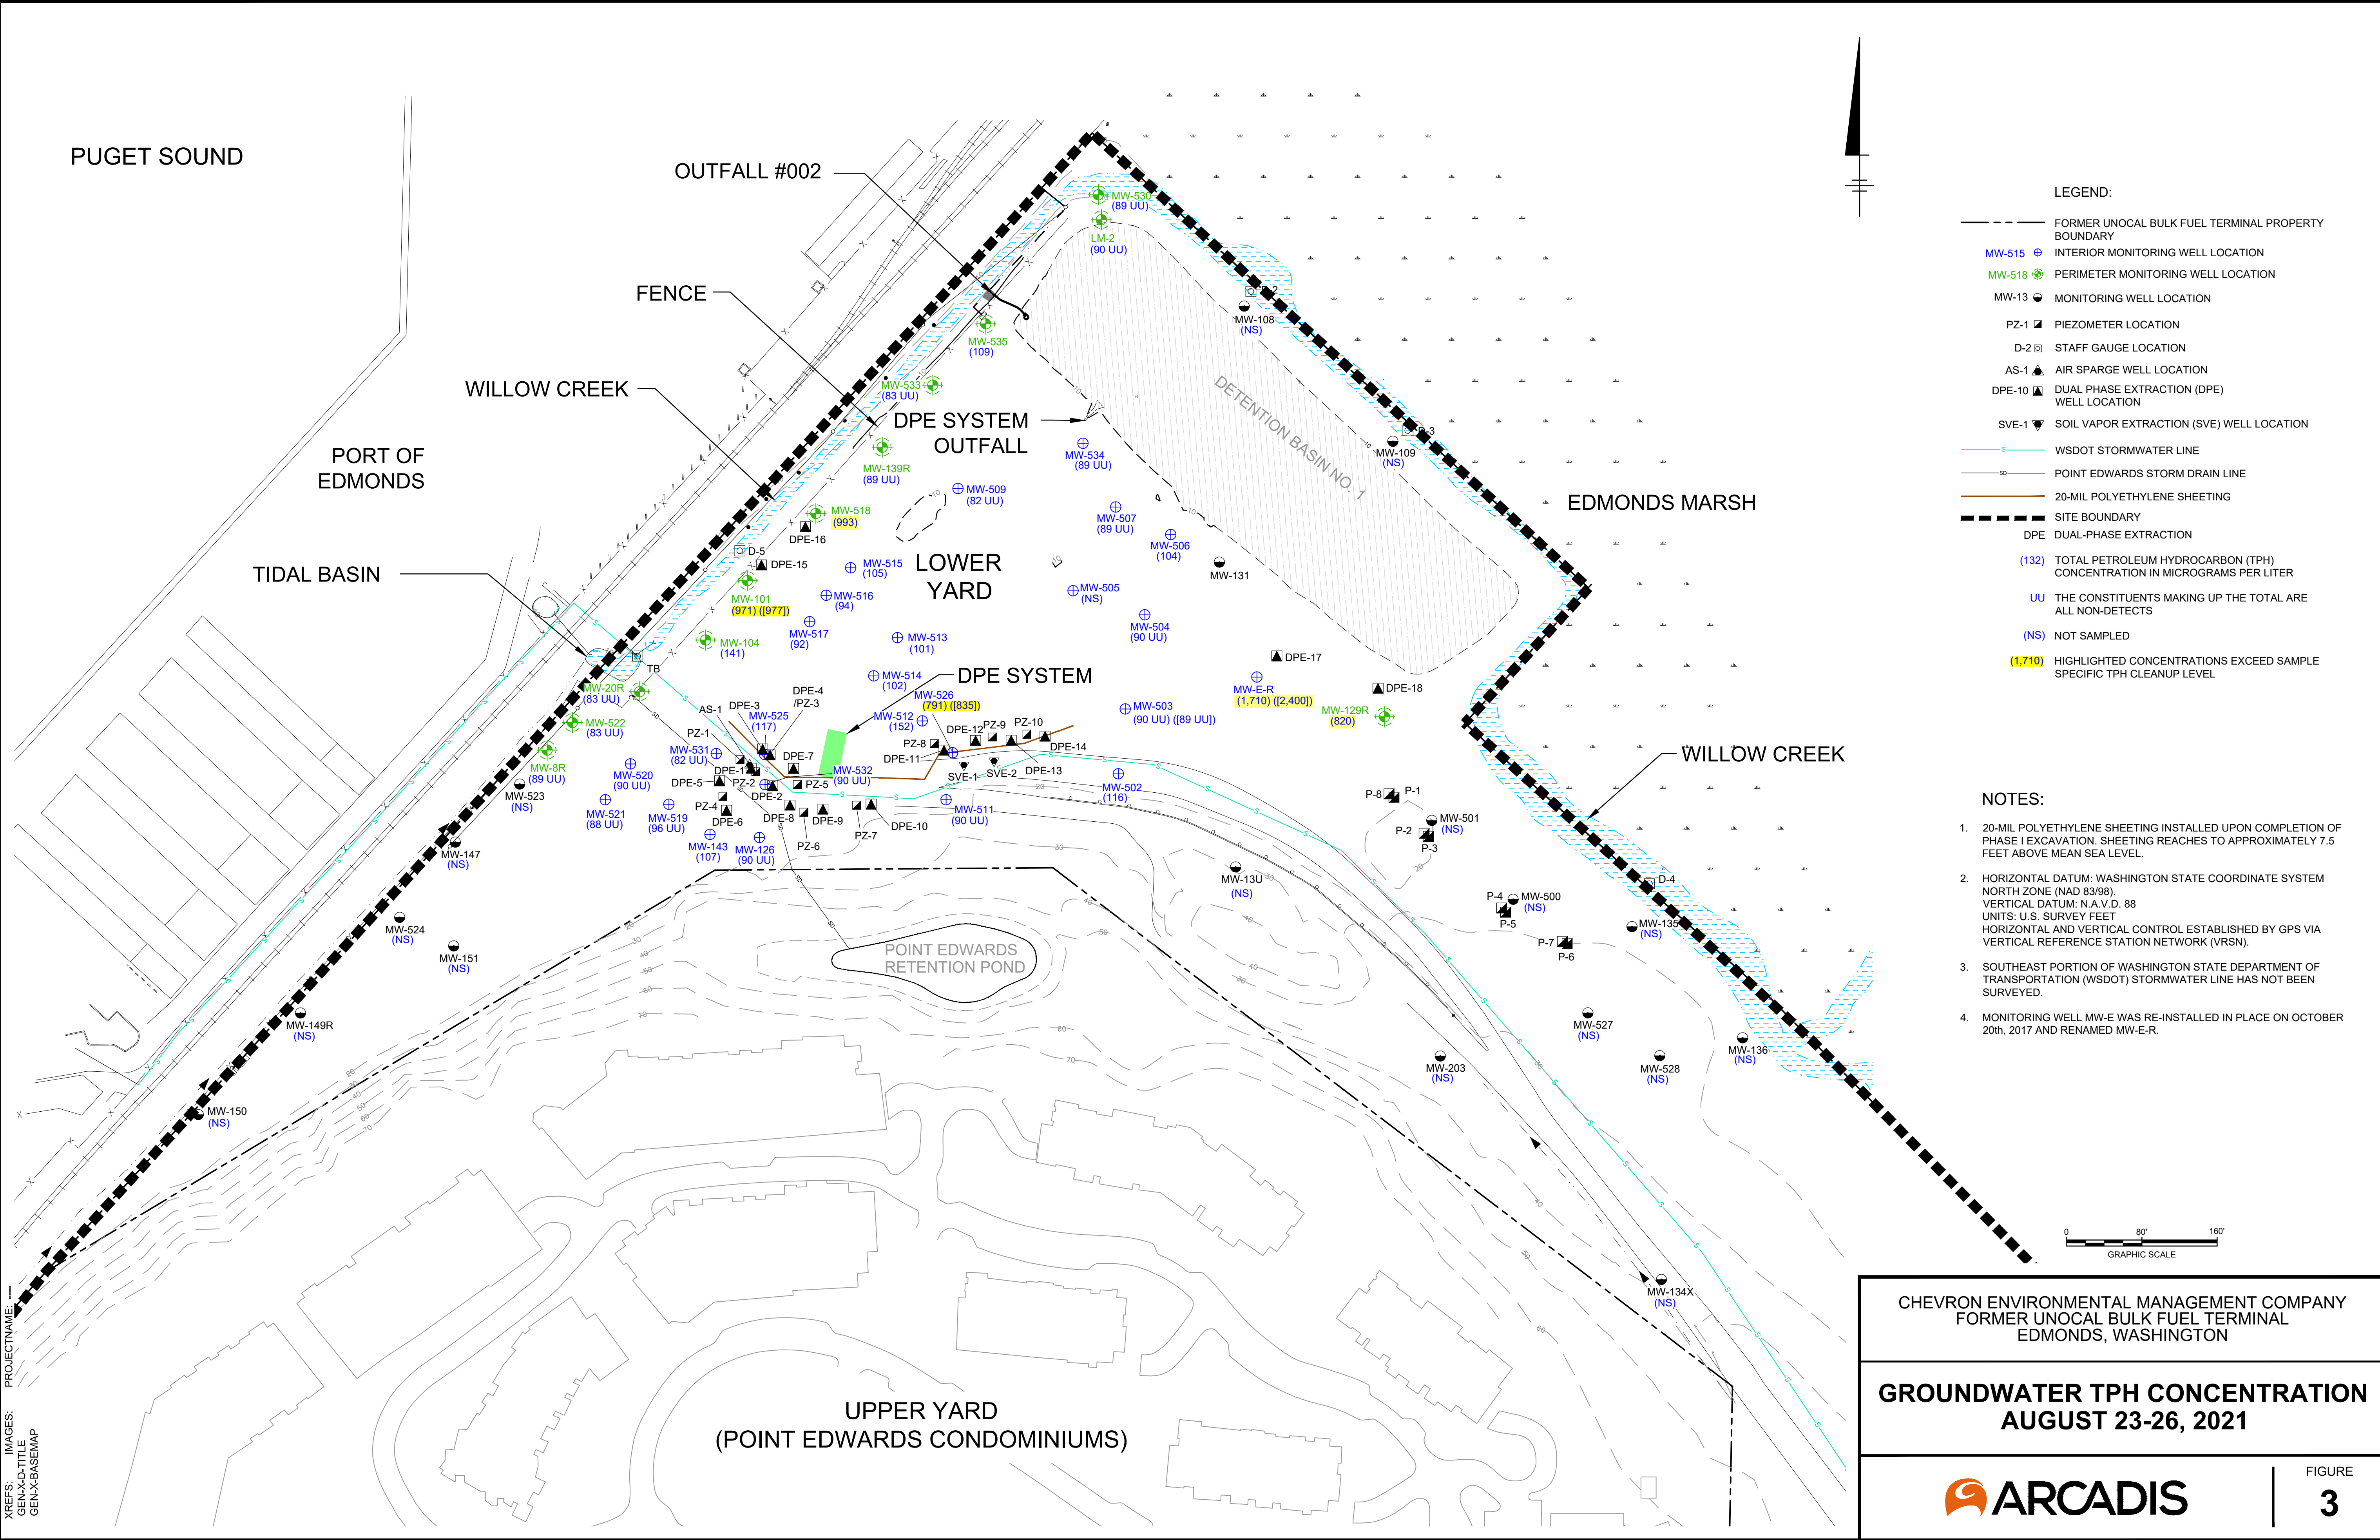 PUGET SOUND
OUTFALL #002
FENCE
WILLOW CREEK
PORT OF
EDMONDS
TIDAL BASIN
MW-530
(89 UU)
LM-2
(90 UU)
MW-108
(NS)
MW-535
(109)
MW-533
(83 UU)
DPE SYSTEM
OUTFALL
DETENTION BASIN NO. 1
MW-534
(89 UU)
MW-109
(NS)
MW-139R
(89 UU)
MW-509
(82 UU)
MW-518
(993)
DPE-16
MW-507
(89 UU)
MW-506
(104)
EDMONDS MARSH
D-5
DPE-15
MW-515
(105)
LOWER
YARD
MW-131
MW-101
(971) ([977])
MW-516
(94)
MW-505
(NS)
MW-517
(92)
MW-513
(101)
MW-504
(90 UU)
MW-104
(141)
TB
DPE-17
MW-514
(102)
DPE SYSTEM
MW-20R
(83 UU)
DPE-4
/PZ-3
MW-526
(791) ([835])
MW-E-R
(1,710) ([2,400])
DPE-18
AS-1
DPE-3
MW-525
(117)
MW-512
(152)
MW-503
(90 UU) ([89 UU])
MW-129R
(820)
MW-522
(83 UU)
PZ-1
DPE-12
PZ-9
PZ-10
PZ-8
DPE-14
MW-531
(82 UU)
DPE-7
DPE-11
WILLOW CREEK
MW-8R
(89 UU)
MW-520
(90 UU)
DPE-1
MW-532
(90 UU)
SVE-1
SVE-2
DPE-13
DPE-5
PZ-2
PZ-5
MW-502
(116)
MW-523
(NS)
DPE-2
P-8
P-1
MW-521
(88 UU)
MW-519
(96 UU)
PZ-4
DPE-6
DPE-8
DPE-9
DPE-10
MW-511
(90 UU)
MW-501
(NS)
P-2
P-3
PZ-7
PZ-6
MW-143
(107)
MW-126
(90 UU)
MW-147
(NS)
MW-13U
(NS)
D-4
P-4
MW-500
(NS)
P-5
MW-524
(NS)
MW-135
(NS)
P-7
P-6
POINT EDWARDS
RETENTION POND
MW-151
(NS)
MW-149R
(NS)
MW-527
(NS)
MW-136
(NS)
MW-203
(NS)
MW-528
(NS)
MW-150
(NS)
MW-134X
(NS)
UPPER YARD
(POINT EDWARDS CONDOMINIUMS)
LEGEND:
FORMER UNOCAL BULK FUEL TERMINAL PROPERTY
BOUNDARY
MW-515 INTERIOR MONITORING WELL LOCATION
MW-518 PERIMETER MONITORING WELL LOCATION
MW-13 MONITORING WELL LOCATION
PZ-1 PIEZOMETER LOCATION
D-2 STAFF GAUGE LOCATION
AS-1 AIR SPARGE WELL LOCATION
DPE-10 DUAL PHASE EXTRACTION (DPE)
WELL LOCATION
SVE-1 SOIL VAPOR EXTRACTION (SVE) WELL LOCATION
S WSDOT STORMWATER LINE
SD POINT EDWARDS STORM DRAIN LINE
20-MIL POLYETHYLENE SHEETING
SITE BOUNDARY
DPE DUAL-PHASE EXTRACTION
(132) TOTAL PETROLEUM HYDROCARBON (TPH)
CONCENTRATION IN MICROGRAMS PER LITER
UU THE CONSTITUENTS MAKING UP THE TOTAL ARE
ALL NON-DETECTS
(NS) NOT SAMPLED
(1,710) HIGHLIGHTED CONCENTRATIONS EXCEED SAMPLE
SPECIFIC TPH CLEANUP LEVEL
NOTES:
1. 20-MIL POLYETHYLENE SHEETING INSTALLED UPON COMPLETION OF
PHASE I EXCAVATION. SHEETING REACHES TO APPROXIMATELY 7.5
FEET ABOVE MEAN SEA LEVEL.
2. HORIZONTAL DATUM: WASHINGTON STATE COORDINATE SYSTEM
NORTH ZONE (NAD 83/98).
VERTICAL DATUM: N.A.V.D. 88
UNITS: U.S. SURVEY FEET
HORIZONTAL AND VERTICAL CONTROL ESTABLISHED BY GPS VIA
VERTICAL REFERENCE STATION NETWORK (VRSN).
3. SOUTHEAST PORTION OF WASHINGTON STATE DEPARTMENT OF
TRANSPORTATION (WSDOT) STORMWATER LINE HAS NOT BEEN
SURVEYED.
4. MONITORING WELL MW-E WAS RE-INSTALLED IN PLACE ON OCTOBER
20th, 2017 AND RENAMED MW-E-R.
0 80' 160'
GRAPHIC SCALE
CHEVRON ENVIRONMENTAL MANAGEMENT COMPANY
FORMER UNOCAL BULK FUEL TERMINAL
EDMONDS, WASHINGTON
GROUNDWATER TPH CONCENTRATION
AUGUST 23-26, 2021
ARCADIS
FIGURE
3
XREFS: IMAGES: PROJECTNAME: ----
GEN-X-D-TITLE
GEN-X-BASEMAP